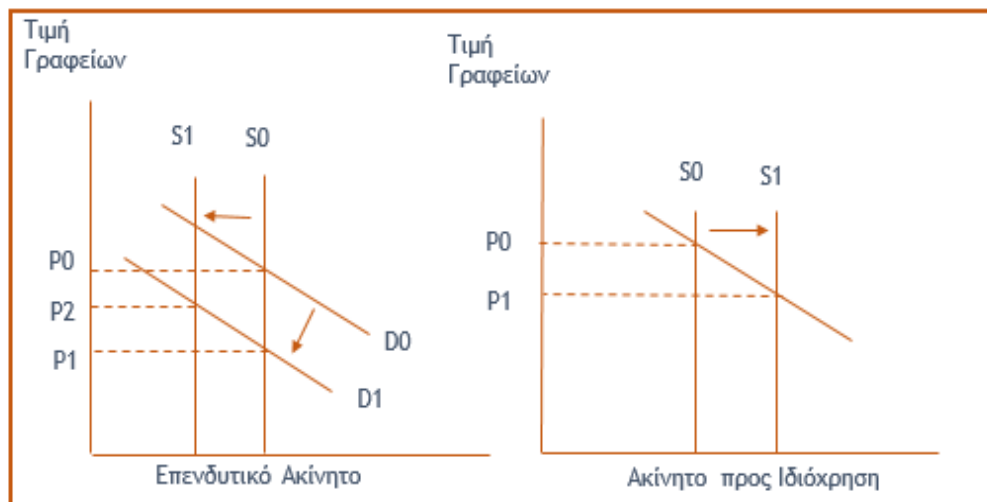 Τιμή
Γραφείων
S1 S0
P0
P2
P1
D0
D1
Επενδυτικό Ακίνητο
Τιμή
Γραφείων
S0 S1
P0
P1
Ακίνητο προς Ιδιόχρηση